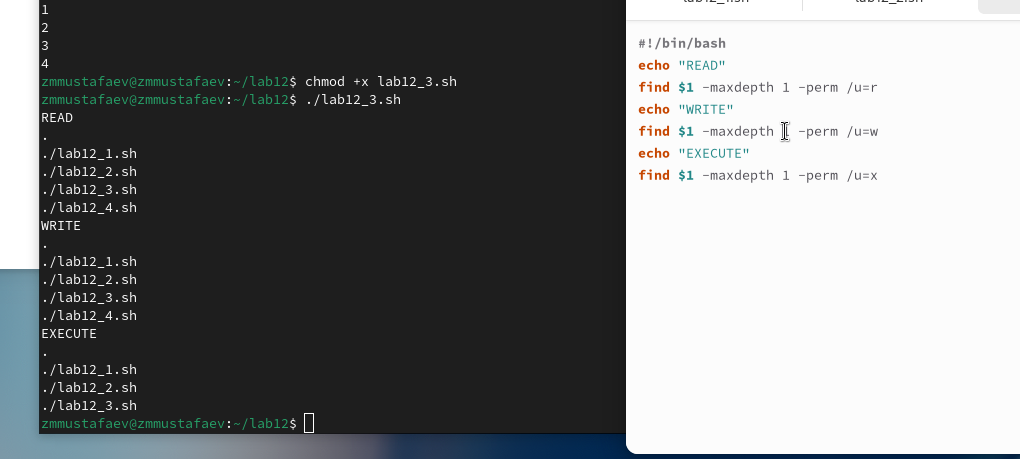 1
2
3
4
zmmustafaev@zmmustafaev:~/lab12$ chmod +x lab12_3.sh
zmmustafaev@zmmustafaev:~/lab12$ ./lab12_3.sh
READ
.
./lab12_1.sh
./lab12_2.sh
./lab12_3.sh
./lab12_4.sh
WRITE
.
./lab12_1.sh
./lab12_2.sh
./lab12_3.sh
./lab12_4.sh
EXECUTE
.
./lab12_1.sh
./lab12_2.sh
./lab12_3.sh
zmmustafaev@zmmustafaev:~/lab12$
#!/bin/bash
echo "READ"
find $1 -maxdepth 1 -perm /u=r
echo "WRITE"
find $1 -maxdepth -perm /u=w
echo "EXECUTE"
find $1 -maxdepth 1 -perm /u=x